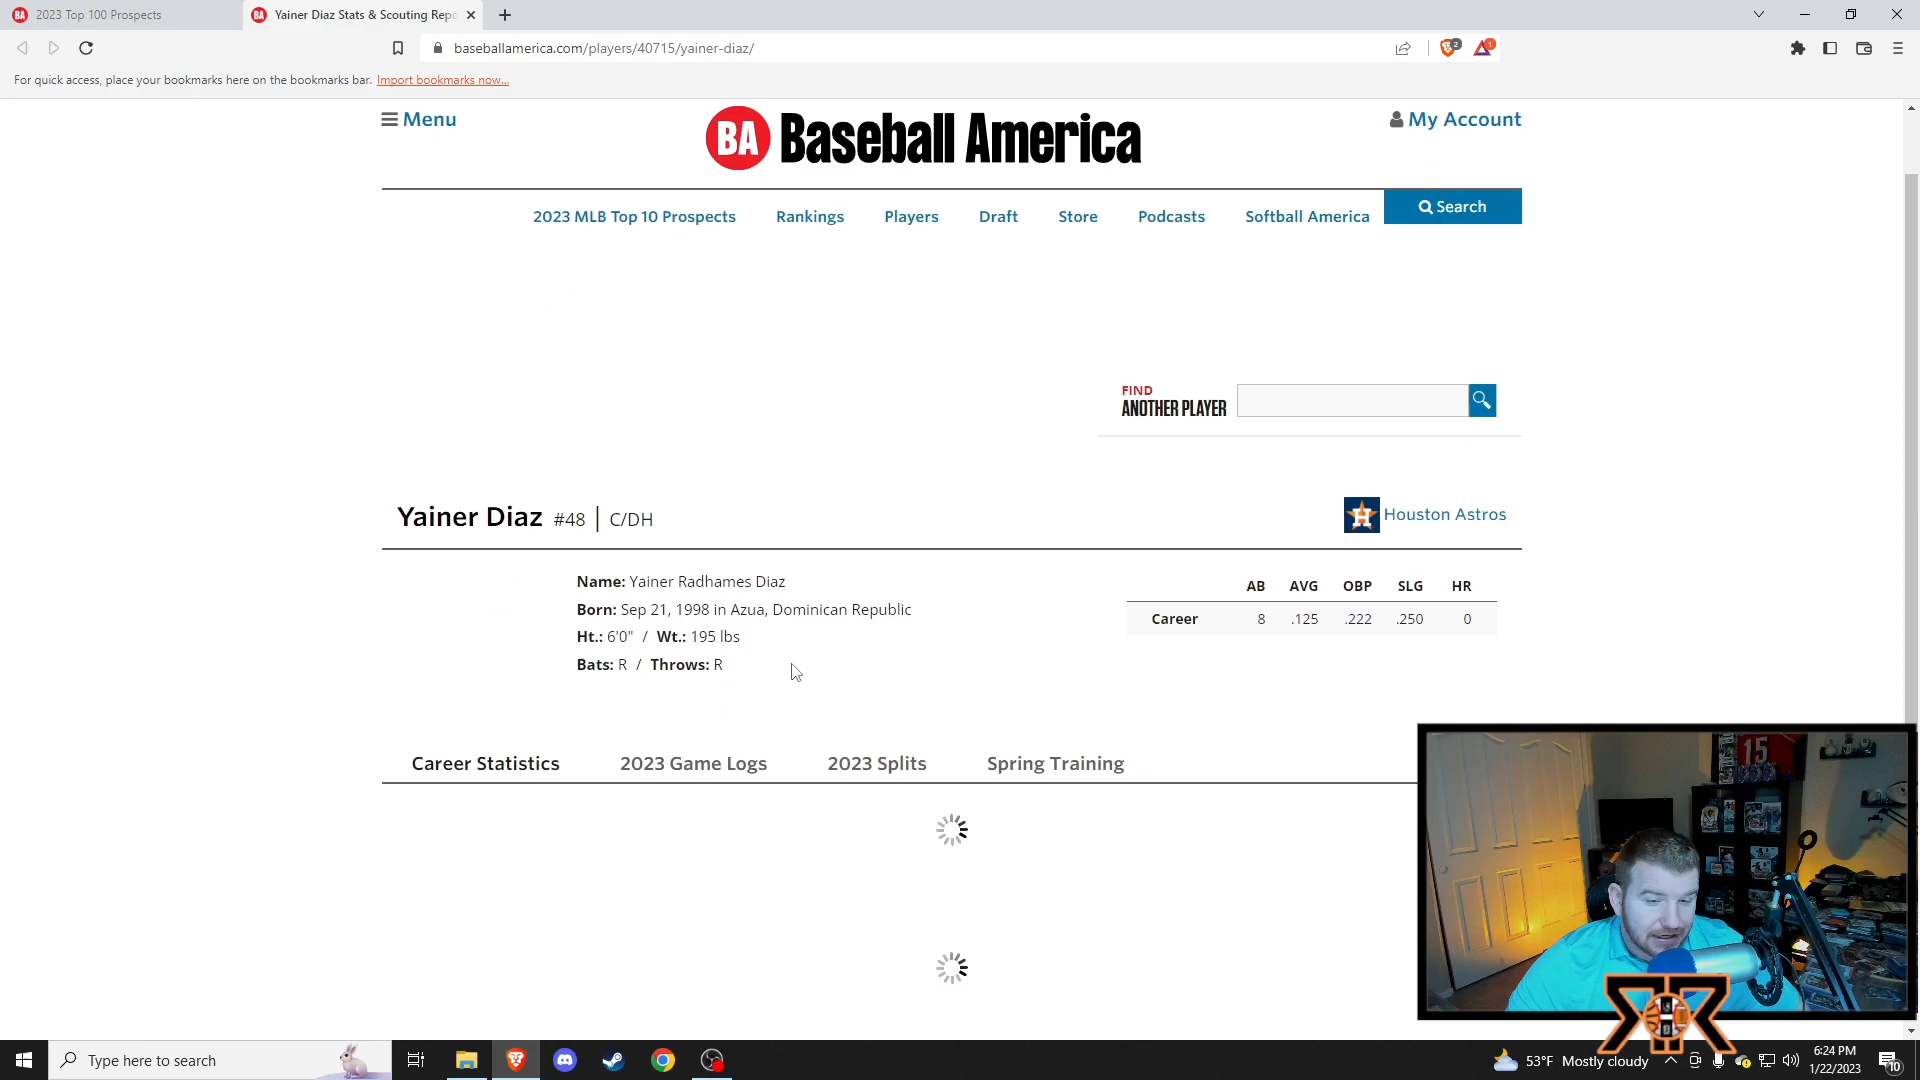 2023 Top 100 Prospects
Yainer Diaz Stats & Scouting Repo
baseballamerica.com/players/40715/yainer-diaz/
2
1
For quick access, place your bookmarks here on the bookmarks bar. Import bookmarks now...
Menu
BA Baseball America
My Account
2023 MLB Top 10 Prospects Rankings Players Draft Store Podcasts Softball America Search
FIND
ANOTHER PLAYER
Yainer Diaz #48 | C/DH
H Houston Astros
Name: Yainer Radhames Diaz
Born: Sep 21, 1998 in Azua, Dominican Republic
Ht.: 6'0" / Wt.: 195 lbs
Bats: R / Throws: R
AB AVG OBP SLG HR
Career 8 .125 .222 .250 0
Career Statistics 2023 Game Logs 2023 Splits Spring Training
15
Type here to search
53°F Mostly cloudy
6:24 PM
1/22/2023
10